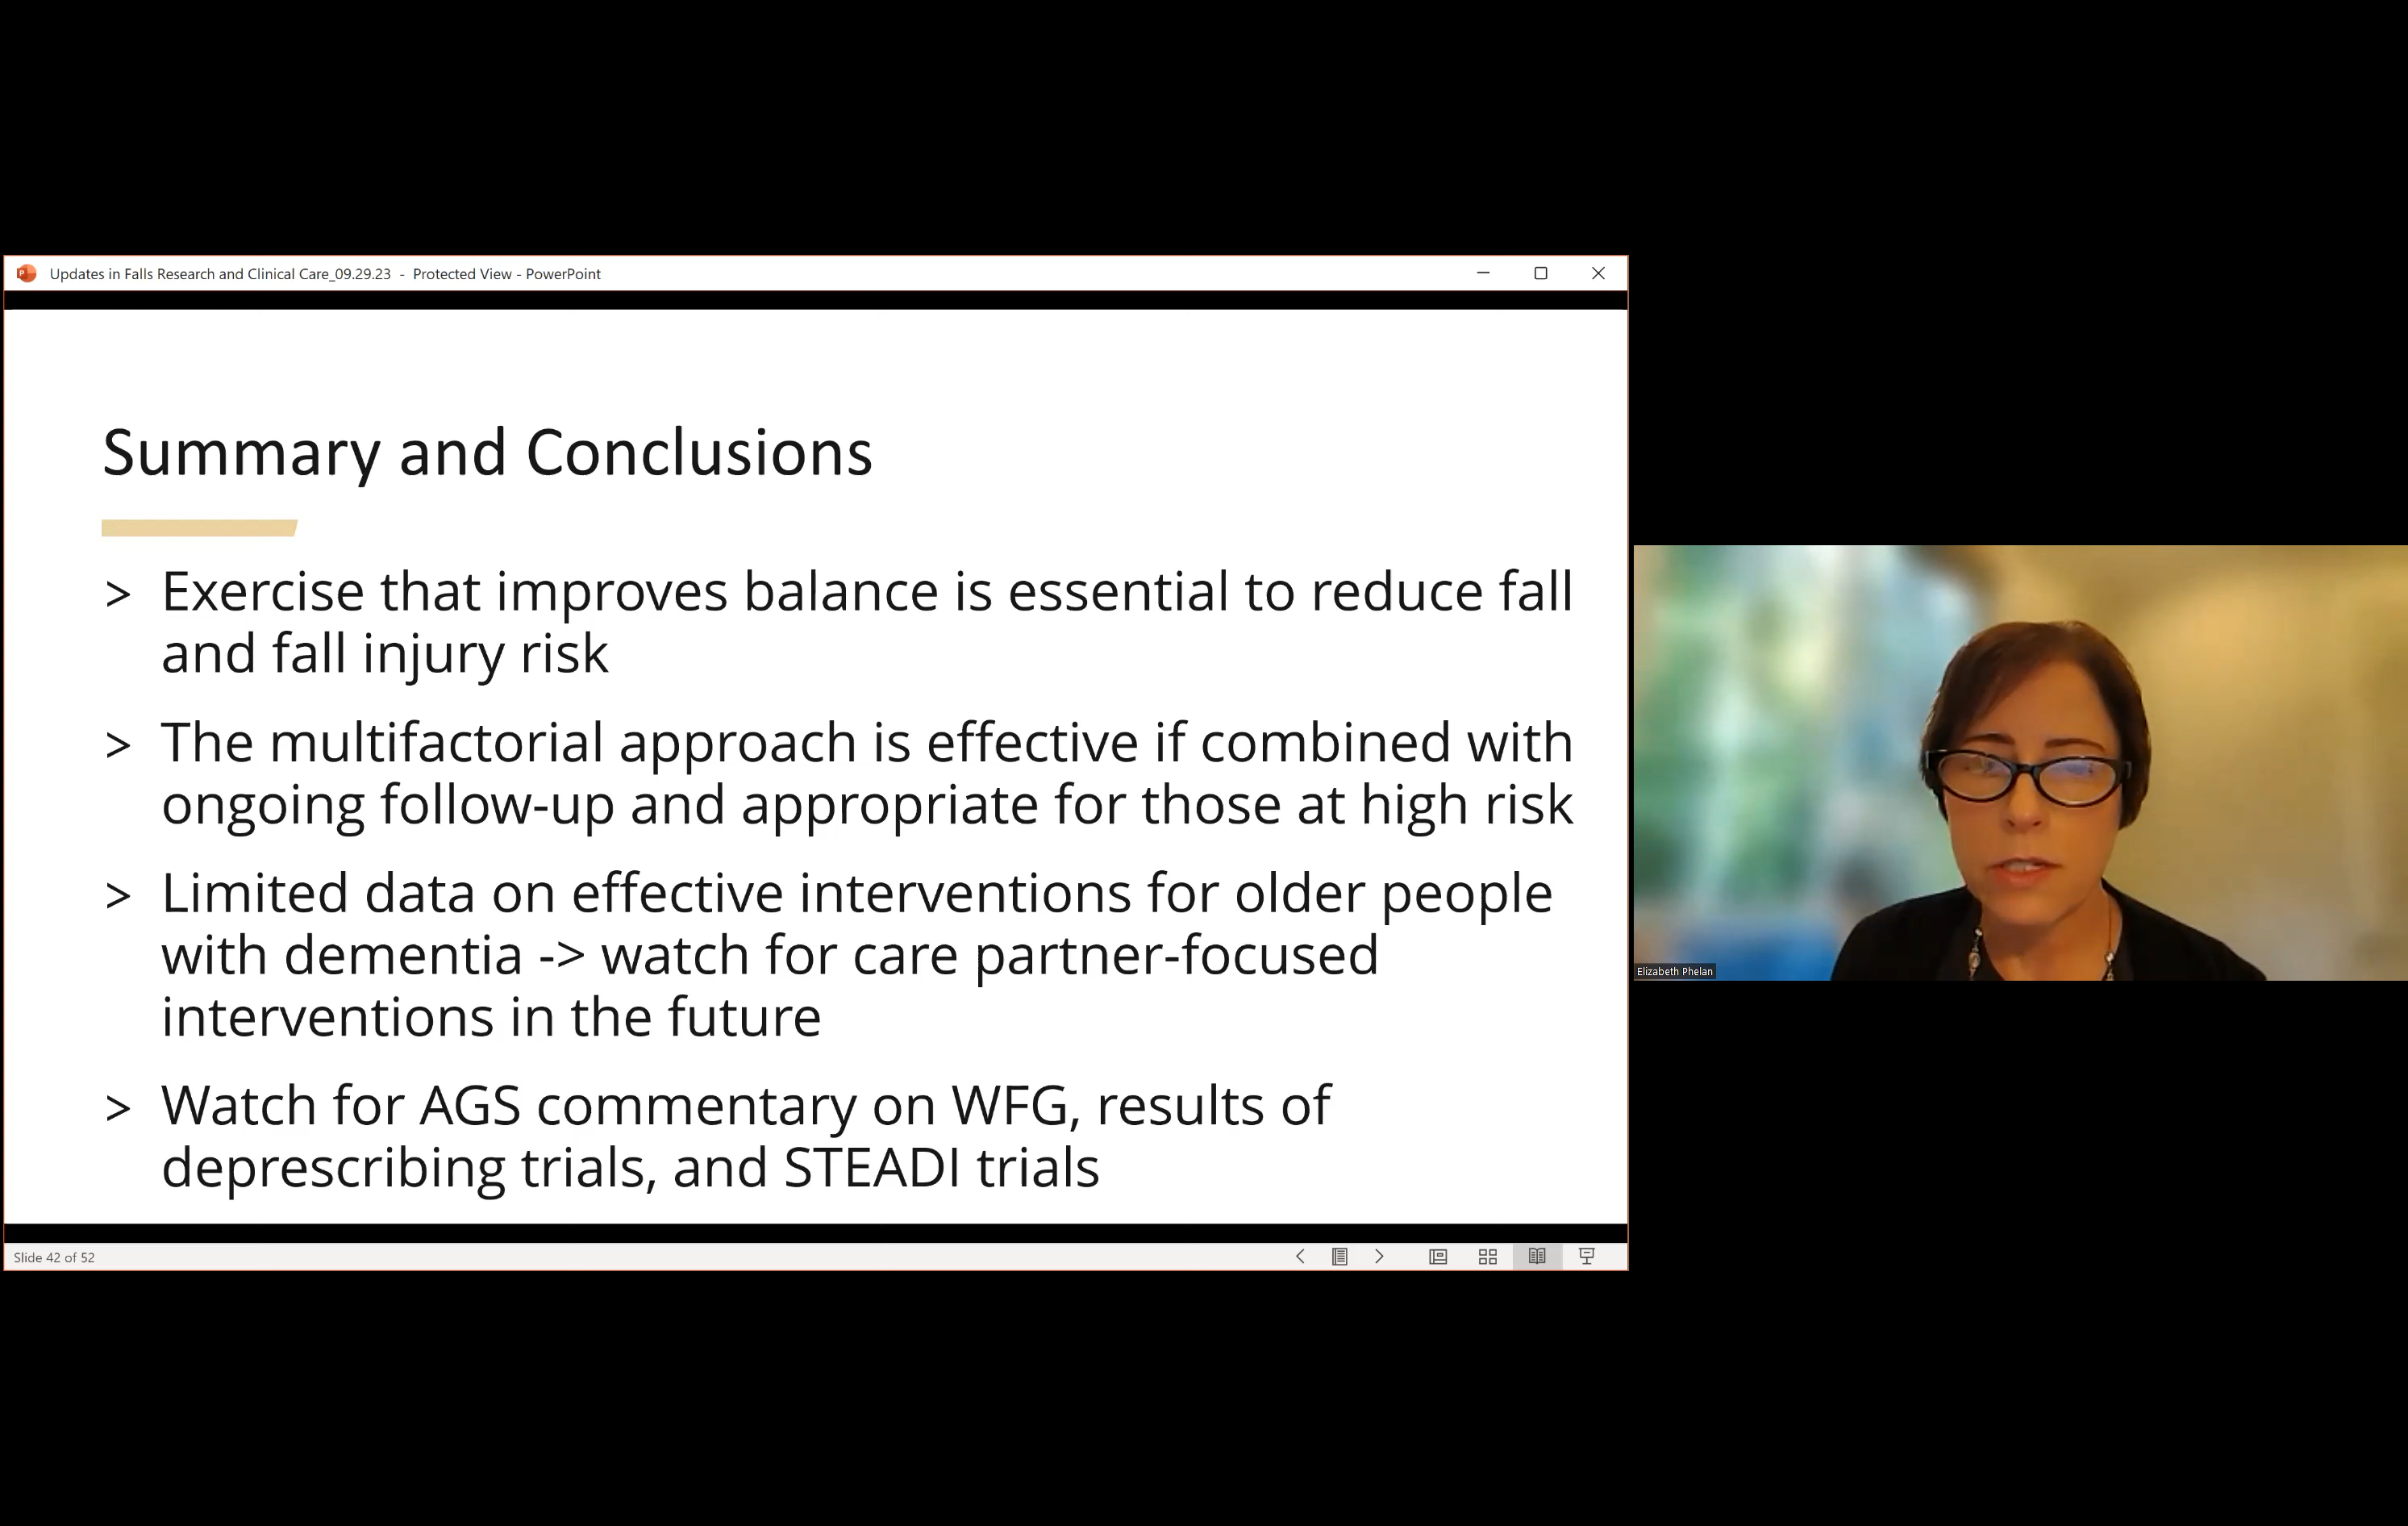 Updates in Falls Research and Clinical Care_09.29.23 - Protected View - PowerPoint
Summary and Conclusions
> Exercise that improves balance is essential to reduce fall
and fall injury risk
> The multifactorial approach is effective if combined with
ongoing follow-up and appropriate for those at high risk
> Limited data on effective interventions for older people
with dementia -> watch for care partner-focused
interventions in the future
> Watch for AGS commentary on WFG, results of
deprescribing trials, and STEADI trials
Elizabeth Phelan
Slide 42 of 52